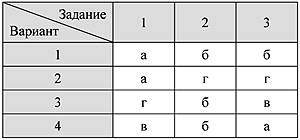 Задание
Вариант 1 2 3
1 а б б
2 а г г
3 г б в
4 в б а